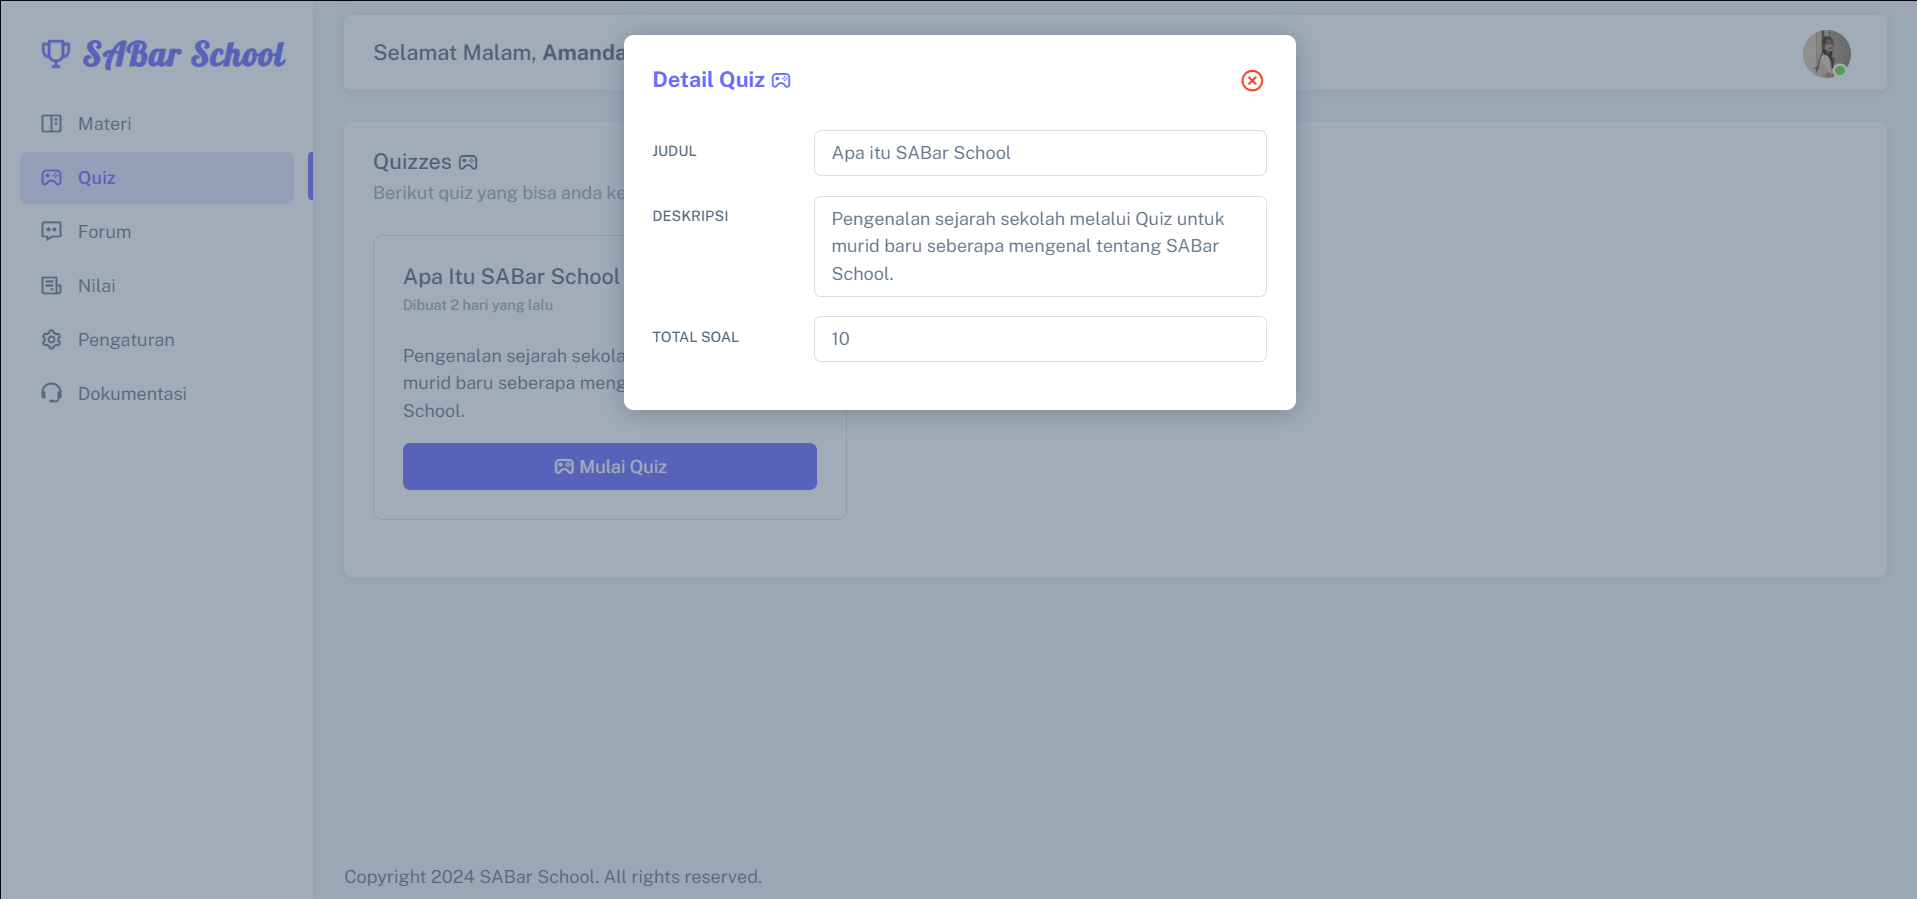 SABar School
Materi
Quiz
Forum
Nilai
Pengaturan
Dokumentasi
Selamat Malam, Amanda
Quizzes
Berikut quiz yang bisa anda ke
Apa Itu SABar School
Dibuat 2 hari yang lalu
Pengenalan sejarah sekola
murid baru seberapa meng
School.
Mulai Quiz
Detail Quiz
JUDUL
Apa itu SABar School
DESKRIPSI
Pengenalan sejarah sekolah melalui Quiz untuk
murid baru seberapa mengenal tentang SABar
School.
TOTAL SOAL
10
Copyright 2024 SABar School. All rights reserved.